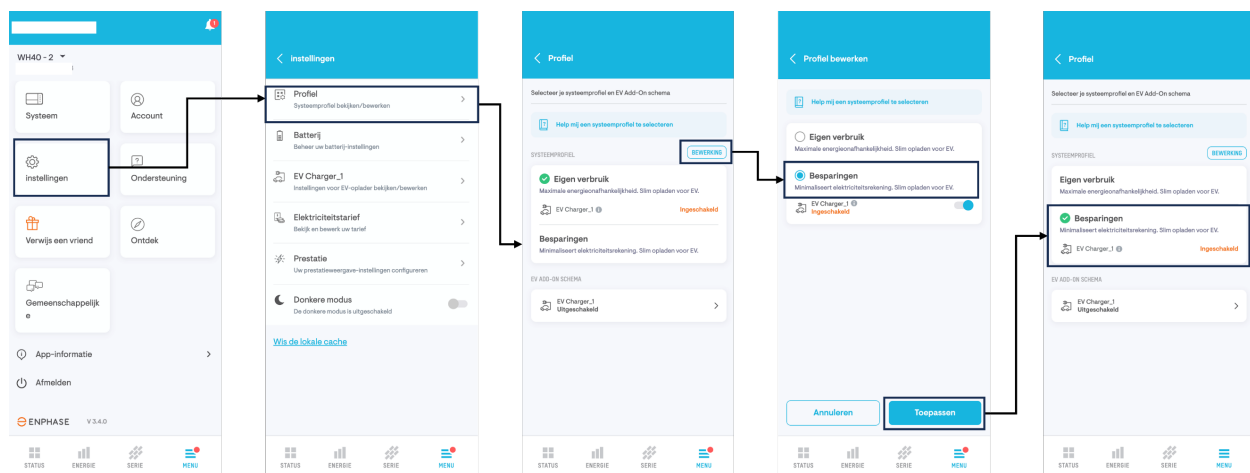 1
WH40 - 2
Systeem
Account
instellingen
Ondersteuning
Verwijs een vriend
Ontdek
Gemeenschappelijk
e
App-informatie
Afmelden
ENPHASE V 3.4.0
STATUS ENERGIE SERIE MENU
instellingen
Profiel
Systeemprofiel bekijken/bewerken
Batterij
Beheer uw batterij-instellingen
EV Charger_1
Instellingen voor EV-oplader bekijken/bewerken
Elektriciteitstarief
Bekijk en bewerk uw tarief
Prestatie
Uw prestatieweergave-instellingen configureren
Donkere modus
De donkere modus is uitgeschakeld
Wis de lokale cache
STATUS ENERGIE SERIE MENU
Profiel
Selecteer je systeemprofiel en EV Add-On schema
Help mij een systeemprofiel te selecteren
SYSTEEMPROFIEL
BEWERKING
Eigen verbruik
Maximale energieonafhankelijkheid. Slim opladen voor EV.
EV Charger_1 Ingeschakeld
Besparingen
Minimaliseert elektriciteitsrekening. Slim opladen voor EV.
EV ADD-ON SCHEMA
EV Charger_1
Uitgeschakeld
STATUS ENERGIE SERIE MENU
Profiel bewerken
Help mij een systeemprofiel te selecteren
Eigen verbruik
Maximale energieonafhankelijkheid. Slim opladen voor EV.
Besparingen
Minimaliseert elektriciteitsrekening. Slim opladen voor EV.
EV Charger_1
Ingeschakeld
Annuleren
Toepassen
STATUS ENERGIE SERIE MENU
Profiel
Selecteer je systeemprofiel en EV Add-On schema
Help mij een systeemprofiel te selecteren
SYSTEEMPROFIEL
BEWERKING
Eigen verbruik
Maximale energieonafhankelijkheid. Slim opladen voor EV.
Besparingen
Minimaliseert elektriciteitsrekening. Slim opladen voor EV.
EV Charger_1 Ingeschakeld
EV ADD-ON SCHEMA
EV Charger_1
Uitgeschakeld
STATUS ENERGIE SERIE MENU